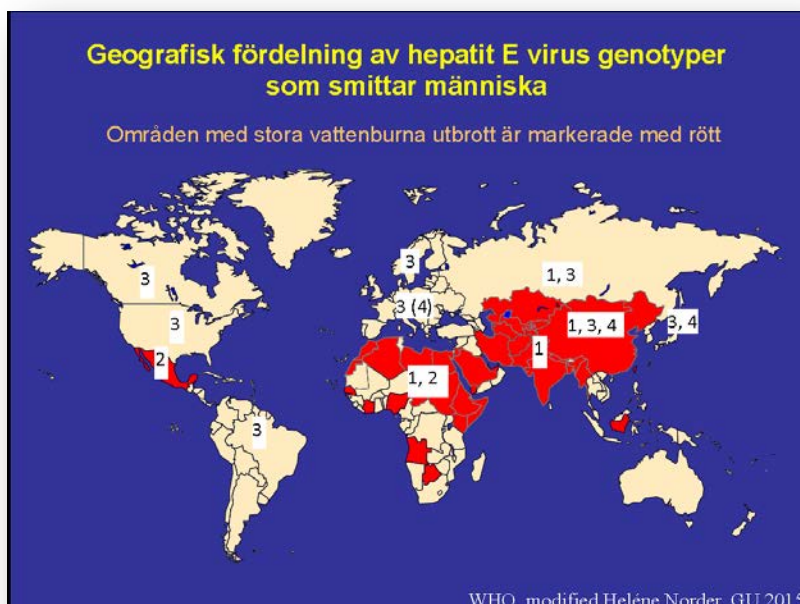 Geografisk fördelning av hepatit E virus genotyper
som smittar människa
Områden med stora vattenburna utbrott är markerade med rött
3
1, 3
3
3 (4)
3
1, 3, 4
3, 4
2
1
1, 2
3
WHO, modified Heléne Norder, GU 2015